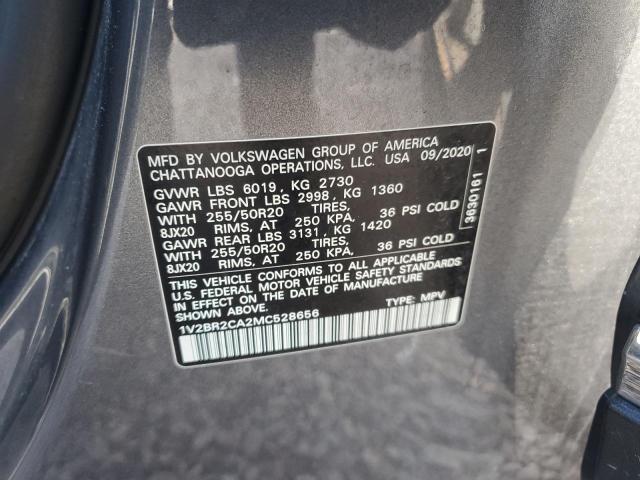 MFD BY VOLKSWAGEN GROUP OF AMERICA
CHATTANOOGA OPERATIONS, LLC. USA 09/2020
GVWR LBS 6019, KG 2730
GAWR FRONT LBS 2998, KG 1360
WITH 255/50R20 TIRES,
8JX20 RIMS, AT 250 KPA, 36 PSI COLD
GAWR REAR LBS 3131, KG 1420
WITH 255/50R20 TIRES,
8JX20 RIMS, AT 250 KPA, 36 PSI COLD
THIS VEHICLE CONFORMS TO ALL APPLICABLE
U.S. FEDERAL MOTOR VEHICLE SAFETY STANDARDS
IN EFFECT ON THE DATE OF MANUFACTURE
SHOWN ABOVE.
1V2BR2CA2MC528656 TYPE: MPV
3630161 1